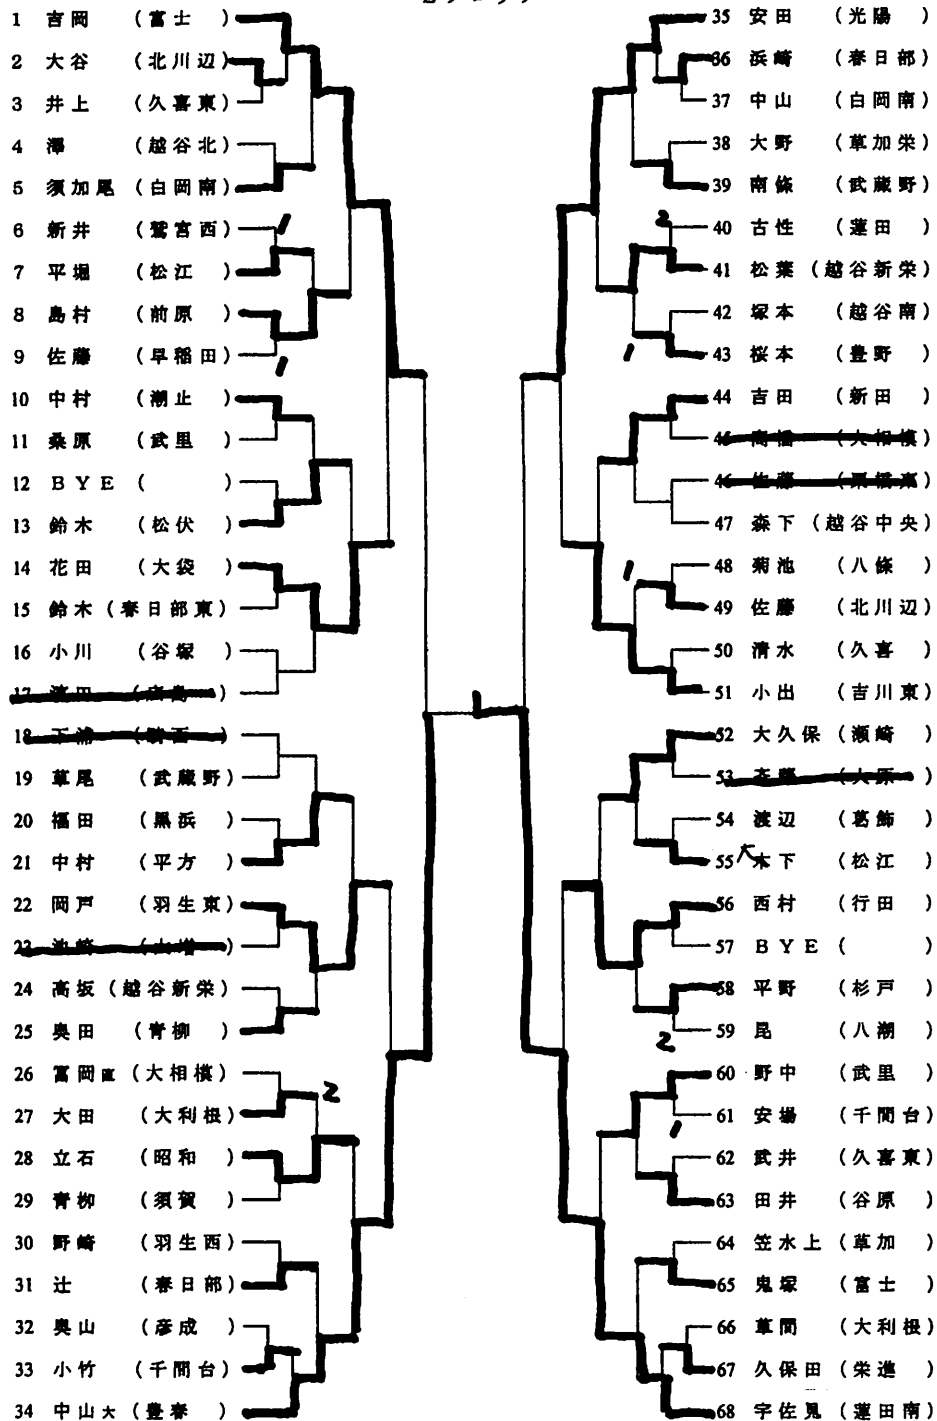 1 吉岡 (富士)
2 大谷 (北川辺)
3 井上 (久喜東)
4 澤 (越谷北)
5 須加尾 (白岡南)
6 新井 (鷲宮西)
7 平堀 (松江)
8 島村 (前原)
9 佐藤 (早稲田)
10 中村 (潮止)
11 桑原 (武里)
12 BYE ( )
13 鈴木 (松伏)
14 花田 (大袋)
15 鈴木 (春日部東)
16 小川 (谷塚)
17
18
19 草尾 (武蔵野)
20 福田 (黒浜)
21 中村 (平方)
22 岡戸 (羽生東)
23
24 高坂 (越谷新栄)
25 奥田 (青柳)
26 富岡直 (大相模)
27 大田 (大利根)
28 立石 (昭和)
29 青柳 (須賀)
30 野崎 (羽生西)
31 辻 (春日部)
32 奥山 (彦成)
33 小竹 (千間台)
34 中山大 (豊春)
1
1
2
1
35 安田 (光陽)
36 浜崎 (春日部)
37 中山 (白岡南)
38 大野 (草加栄)
39 南條 (武蔵野)
2
40 古性 (蓮田)
41 松葉 (越谷新栄)
42 塚本 (越谷南)
43 桜本 (豊野)
1
44 吉田 (新田)
45 高橋 (大相模)
46 佐藤 (栗橋東)
47 森下 (越谷中央)
1
48 菊池 (八條)
49 佐藤 (北川辺)
50 清水 (久喜)
51 小出 (吉川東)
52 大久保 (瀬崎)
53 斉藤 (大原)
54 渡辺 (葛飾)
55 木下 (松江)
大
56 西村 (行田)
57 BYE ( )
58 平野 (杉戸)
59 昆 (八潮)
2
60 野中 (武里)
61 安場 (千間台)
1
62 武井 (久喜東)
63 田井 (谷原)
64 笠水上 (草加)
65 鬼塚 (富士)
66 草間 (大利根)
67 久保田 (栄進)
68 宇佐見 (蓮田南)